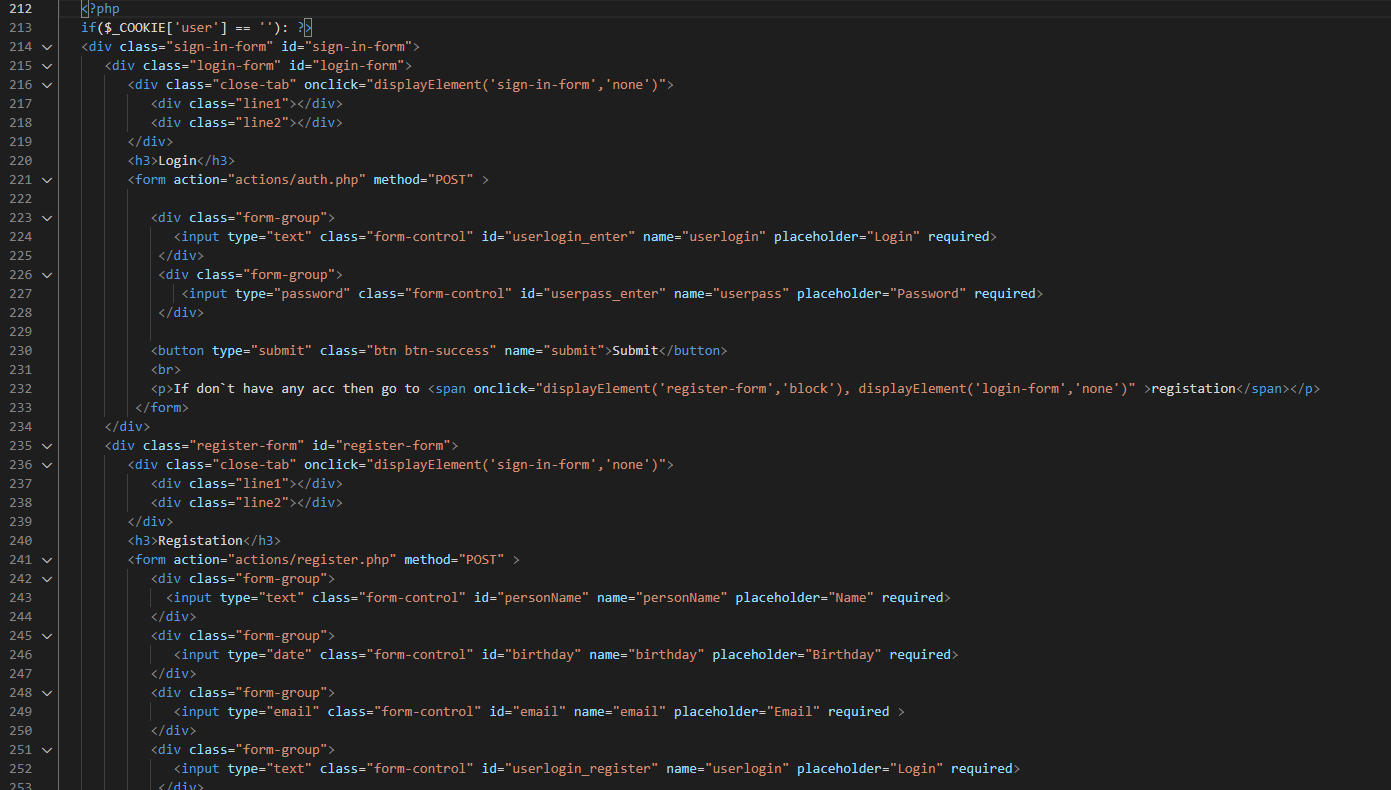 212 <?php
213 if($_COOKIE['user'] == ''): ?>
214 <div class="sign-in-form" id="sign-in-form">
215 <div class="login-form" id="login-form">
216 <div class="close-tab" onclick="displayElement('sign-in-form','none')">
217 <div class="line1"></div>
218 <div class="line2"></div>
219 </div>
220 <h3>Login</h3>
221 <form action="actions/auth.php" method="POST" >
222
223 <div class="form-group">
224 <input type="text" class="form-control" id="userlogin_enter" name="userlogin" placeholder="Login" required>
225 </div>
226 <div class="form-group">
227 <input type="password" class="form-control" id="userpass_enter" name="userpass" placeholder="Password" required>
228 </div>
229
230 <button type="submit" class="btn btn-success" name="submit">Submit</button>
231 <br>
232 <p>If don`t have any acc then go to <span onclick="displayElement('register-form','block'), displayElement('login-form','none')" >registation</span></p>
233 </form>
234 </div>
235 <div class="register-form" id="register-form">
236 <div class="close-tab" onclick="displayElement('sign-in-form','none')">
237 <div class="line1"></div>
238 <div class="line2"></div>
239 </div>
240 <h3>Registation</h3>
241 <form action="actions/register.php" method="POST" >
242 <div class="form-group">
243 <input type="text" class="form-control" id="personName" name="personName" placeholder="Name" required>
244 </div>
245 <div class="form-group">
246 <input type="date" class="form-control" id="birthday" name="birthday" placeholder="Birthday" required>
247 </div>
248 <div class="form-group">
249 <input type="email" class="form-control" id="email" name="email" placeholder="Email" required >
250 </div>
251 <div class="form-group">
252 <input type="text" class="form-control" id="userlogin_register" name="userlogin" placeholder="Login" required>
253 </div>